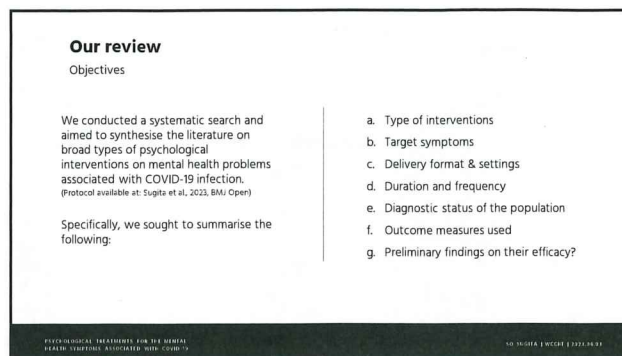 Our review
Objectives
We conducted a systematic search and
aimed to synthesise the literature on
broad types of psychological
interventions on mental health problems
associated with COVID-19 infection.
(Protocol available at: Sugita et al, 2023, BMJ Open)
Specifically, we sought to summarise the
following:
a. Type of interventions
b. Target symptoms
c. Delivery format & settings
d. Duration and frequency
e. Diagnostic status of the population
f. Outcome measures used
g. Preliminary findings on their efficacy?
PSYCHOLOGICAL TREATMENTS FOR THE MENTAL
HEALTH SYMPTOMS ASSOCIATED WITH COVID-19
SO SUGITA | WCCBT |